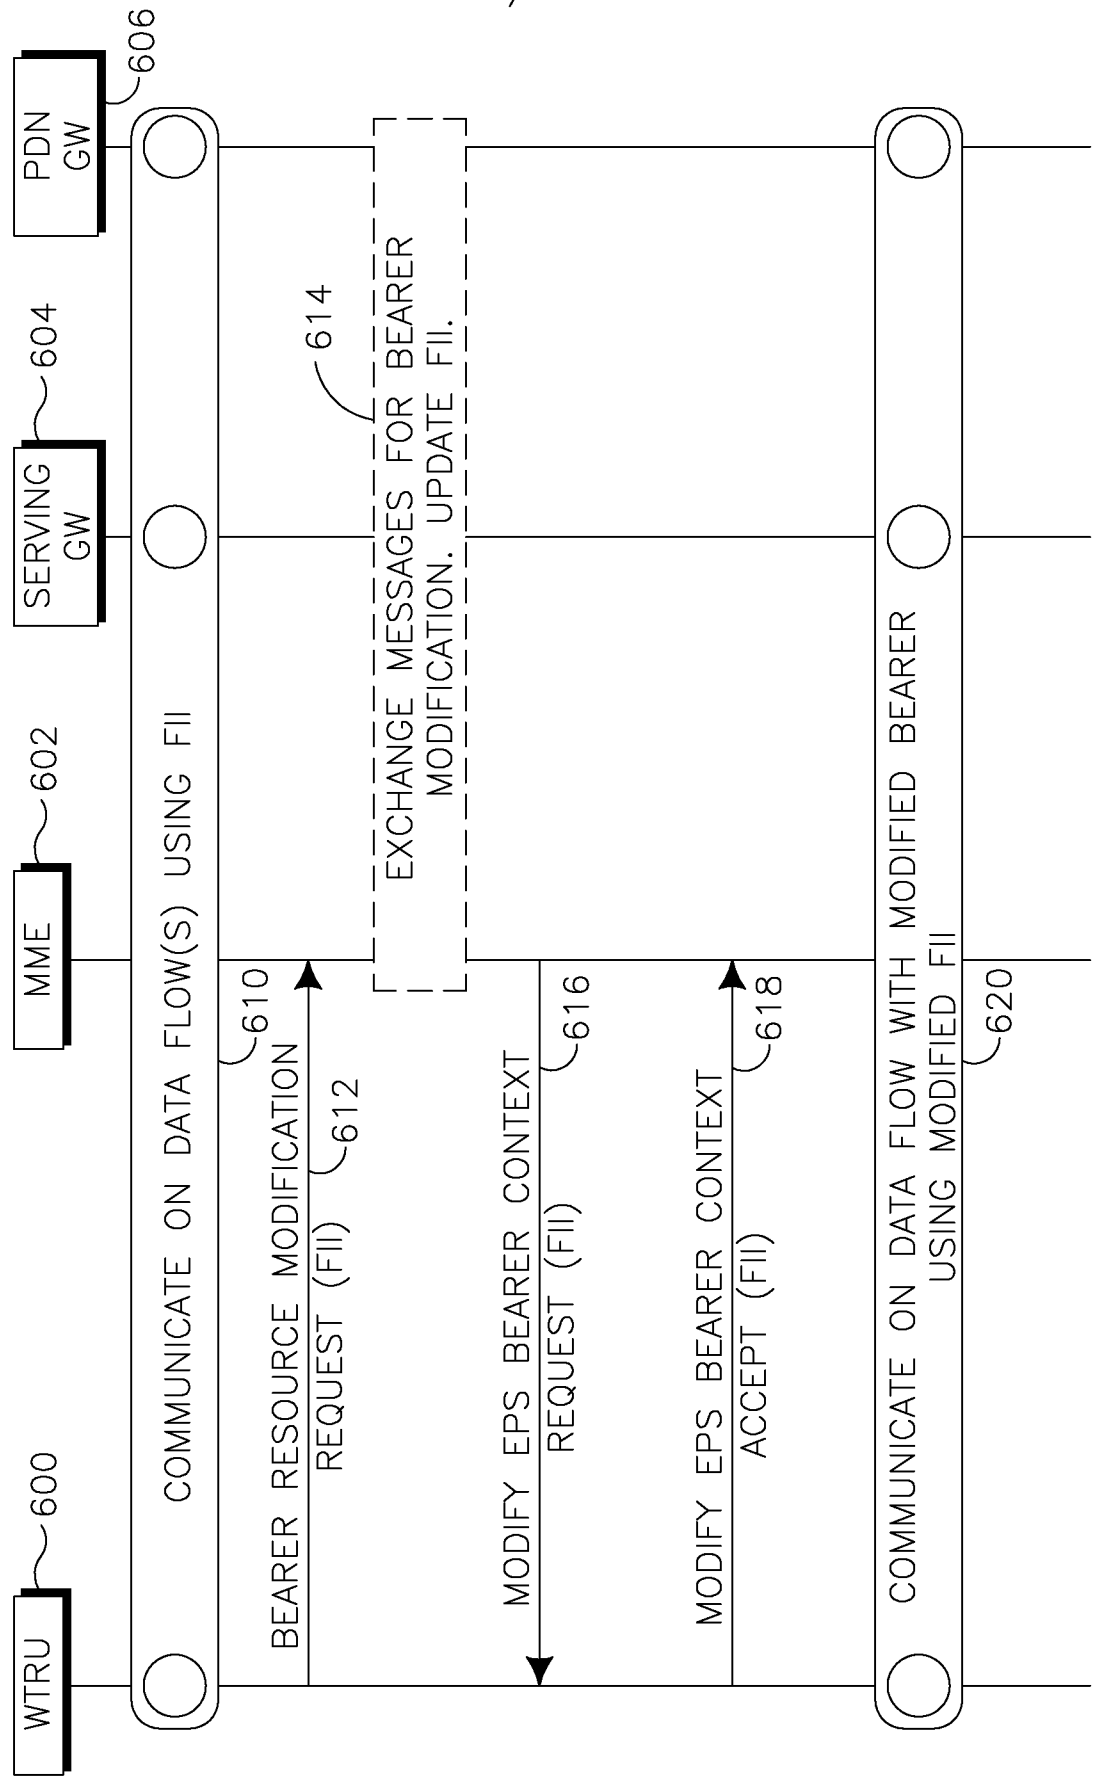 WTRU
600
MME
602
SERVING
GW
604
PDN
GW
606
COMMUNICATE ON DATA FLOW(S) USING FII
610
BEARER RESOURCE MODIFICATION
REQUEST (FII)
612
EXCHANGE MESSAGES FOR BEARER
MODIFICATION. UPDATE FII.
614
MODIFY EPS BEARER CONTEXT
REQUEST (FII)
616
MODIFY EPS BEARER CONTEXT
ACCEPT (FII)
618
COMMUNICATE ON DATA FLOW WITH MODIFIED BEARER
USING MODIFIED FII
620